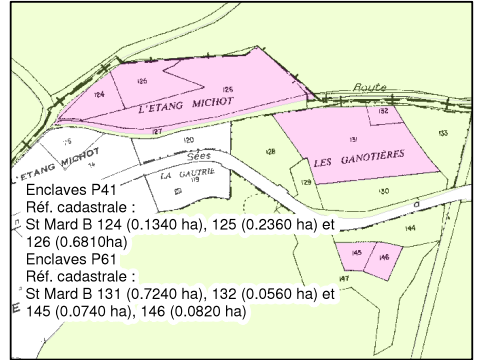 125
124
126
Route
L'ETANG MICHOT
132
127
131
133
75
120
128
74
L'ETANG MICHOT
Sées
LES GANOTIÈRES
LA GAUTRIE
119
129
130
Enclaves P41
Réf. cadastrale :
St Mard B 124 (0.1340 ha), 125 (0.2360 ha) et
126 (0.6810ha)
144
Enclaves P61
Réf. cadastrale :
145
146
147
St Mard B 131 (0.7240 ha), 132 (0.0560 ha) et
145 (0.0740 ha), 146 (0.0820 ha)
E